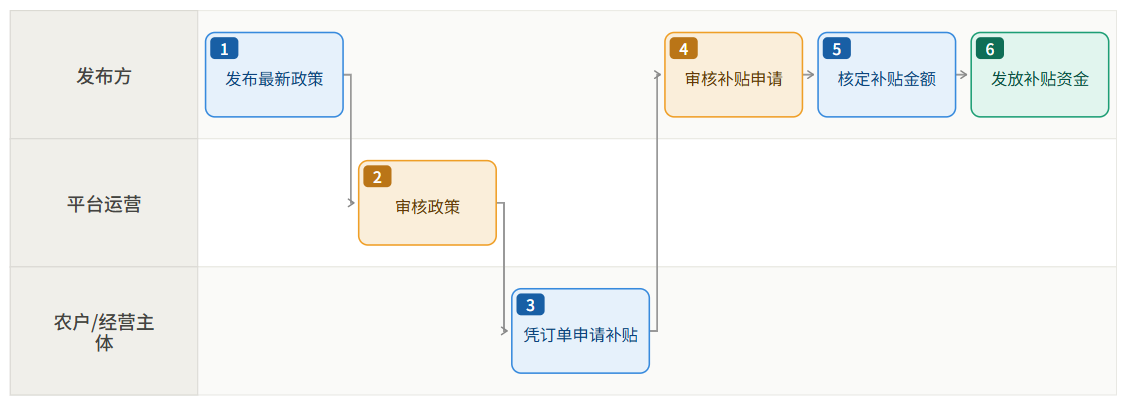 发布方
1
发布最新政策
4
审核补贴申请
5
核定补贴金额
6
发放补贴资金
平台运营
2
审核政策
农户/经营主
体
3
凭订单申请补贴